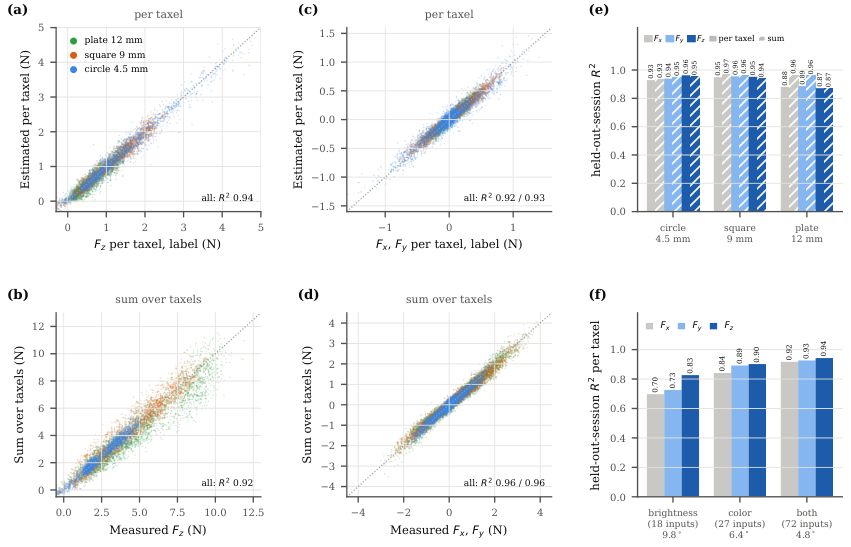 (a)
per taxel
plate 12 mm
square 9 mm
circle 4.5 mm
all: R² 0.94
Estimated per taxel (N)
0
1
2
3
4
5
0
1
2
3
4
5
F_z per taxel, label (N)
(c)
per taxel
all: R² 0.92 / 0.93
Estimated per taxel (N)
1.5
1.0
0.5
0.0
−0.5
−1.0
−1.5
−1
0
1
F_x, F_y per taxel, label (N)
(e)
F_x F_y F_z per taxel sum
0.93 0.93 0.94 0.95 0.96 0.95
0.95 0.97 0.96 0.96 0.95 0.94
0.88 0.96 0.89 0.96 0.87 0.87
held-out-session R²
1.0
0.8
0.6
0.4
0.2
0.0
circle
4.5 mm
square
9 mm
plate
12 mm
(b)
sum over taxels
all: R² 0.92
Sum over taxels (N)
12
10
8
6
4
2
0
0.0
2.5
5.0
7.5
10.0
12.5
Measured F_z (N)
(d)
sum over taxels
all: R² 0.96 / 0.96
Sum over taxels (N)
4
3
2
1
0
−1
−2
−3
−4
−4
−2
0
2
4
Measured F_x, F_y (N)
(f)
F_x F_y F_z
0.70 0.73 0.83
0.84 0.89 0.90
0.92 0.93 0.94
held-out-session R² per taxel
1.0
0.8
0.6
0.4
0.2
0.0
brightness
(18 inputs)
9.8°
color
(27 inputs)
6.4°
both
(72 inputs)
4.8°